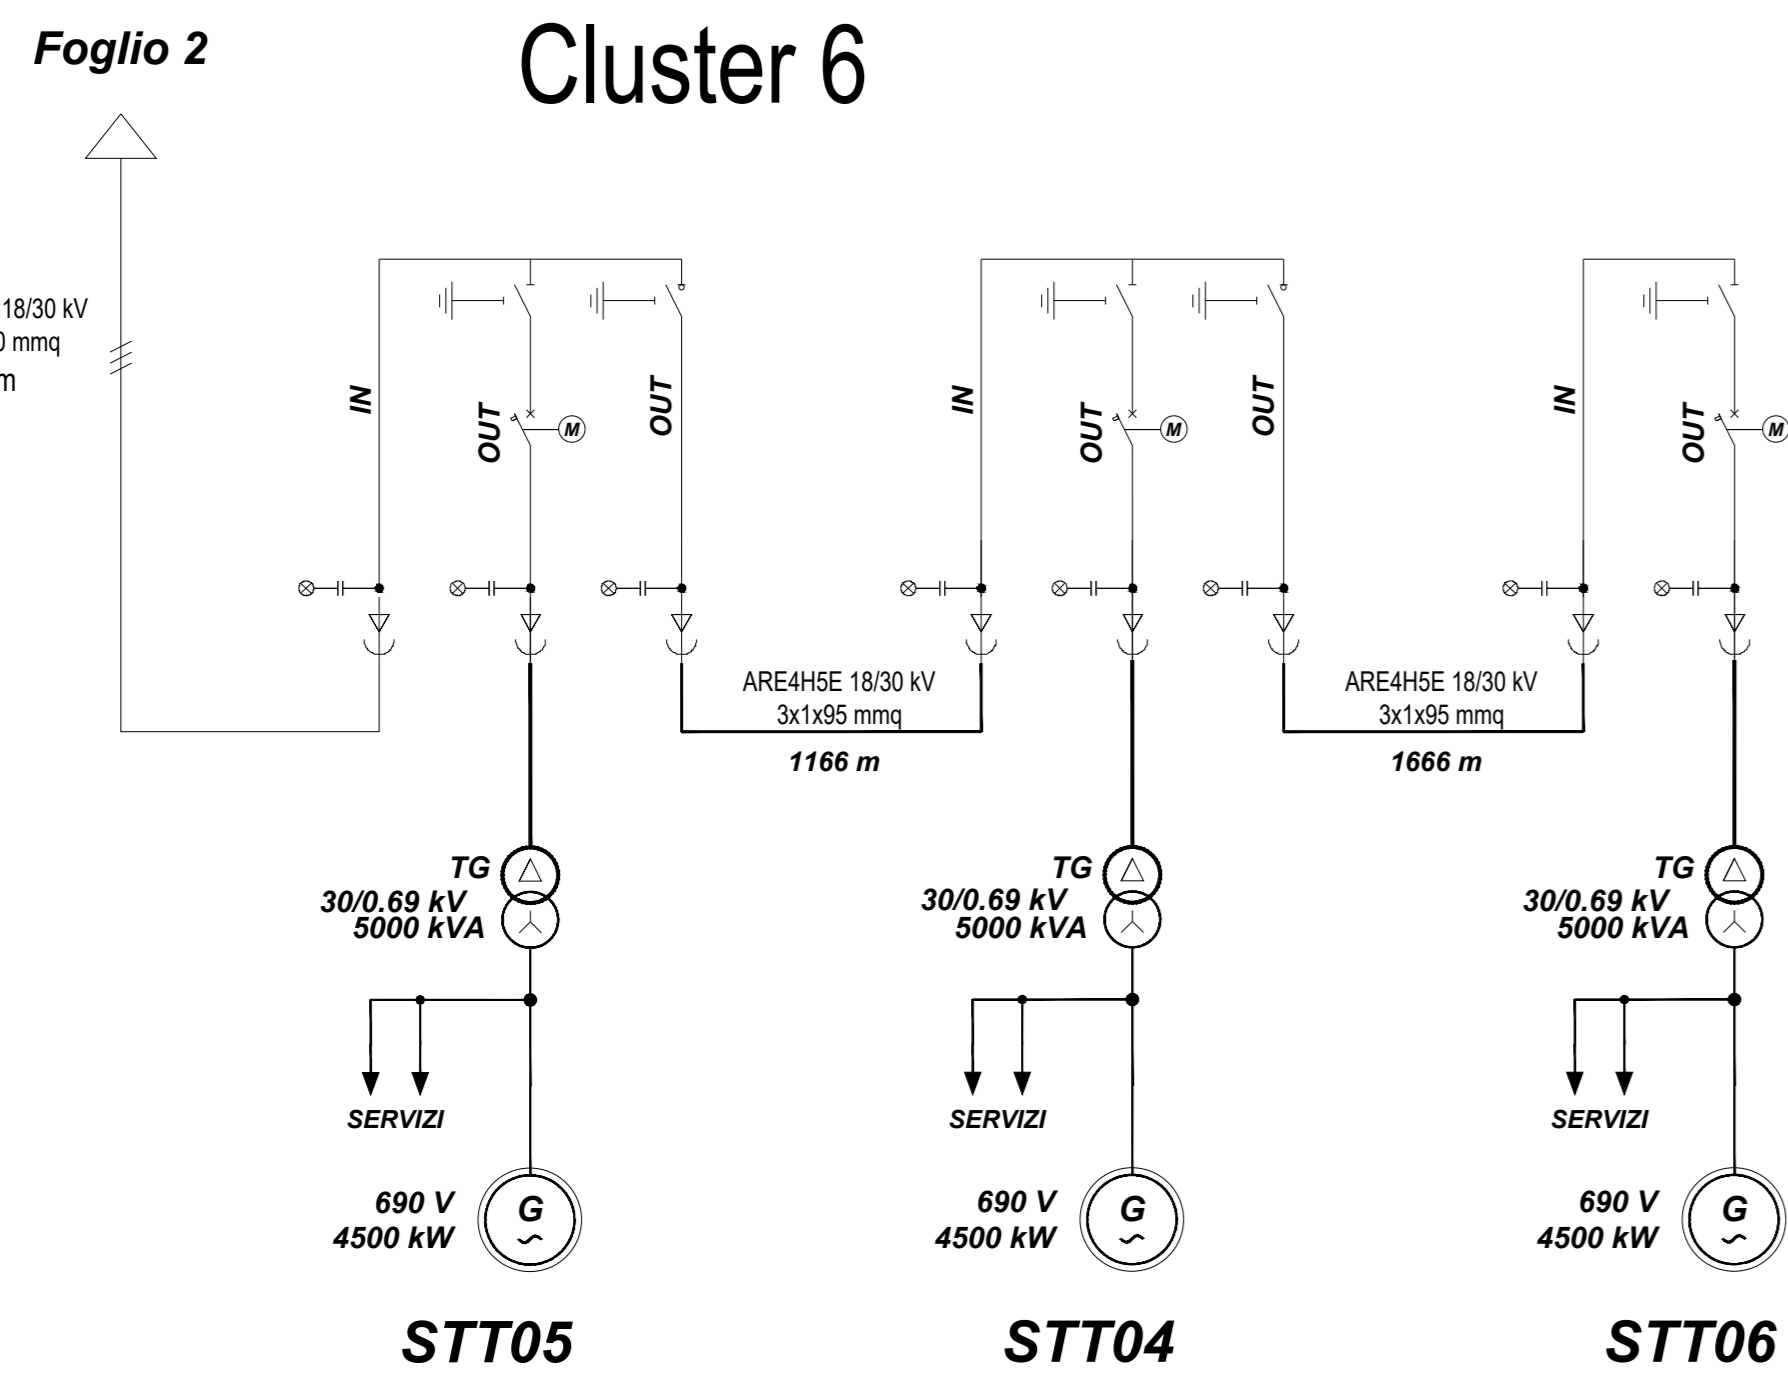 Foglio 2
Cluster 6
18/30 kV
0 mmq
m
IN
OUT
M
OUT
IN
OUT
M
OUT
IN
OUT
M
ARE4H5E 18/30 kV
3x1x95 mmq
1166 m
ARE4H5E 18/30 kV
3x1x95 mmq
1666 m
TG
30/0.69 kV
5000 kVA
TG
30/0.69 kV
5000 kVA
TG
30/0.69 kV
5000 kVA
SERVIZI
SERVIZI
SERVIZI
690 V
4500 kW
G
690 V
4500 kW
G
690 V
4500 kW
G
STT05
STT04
STT06